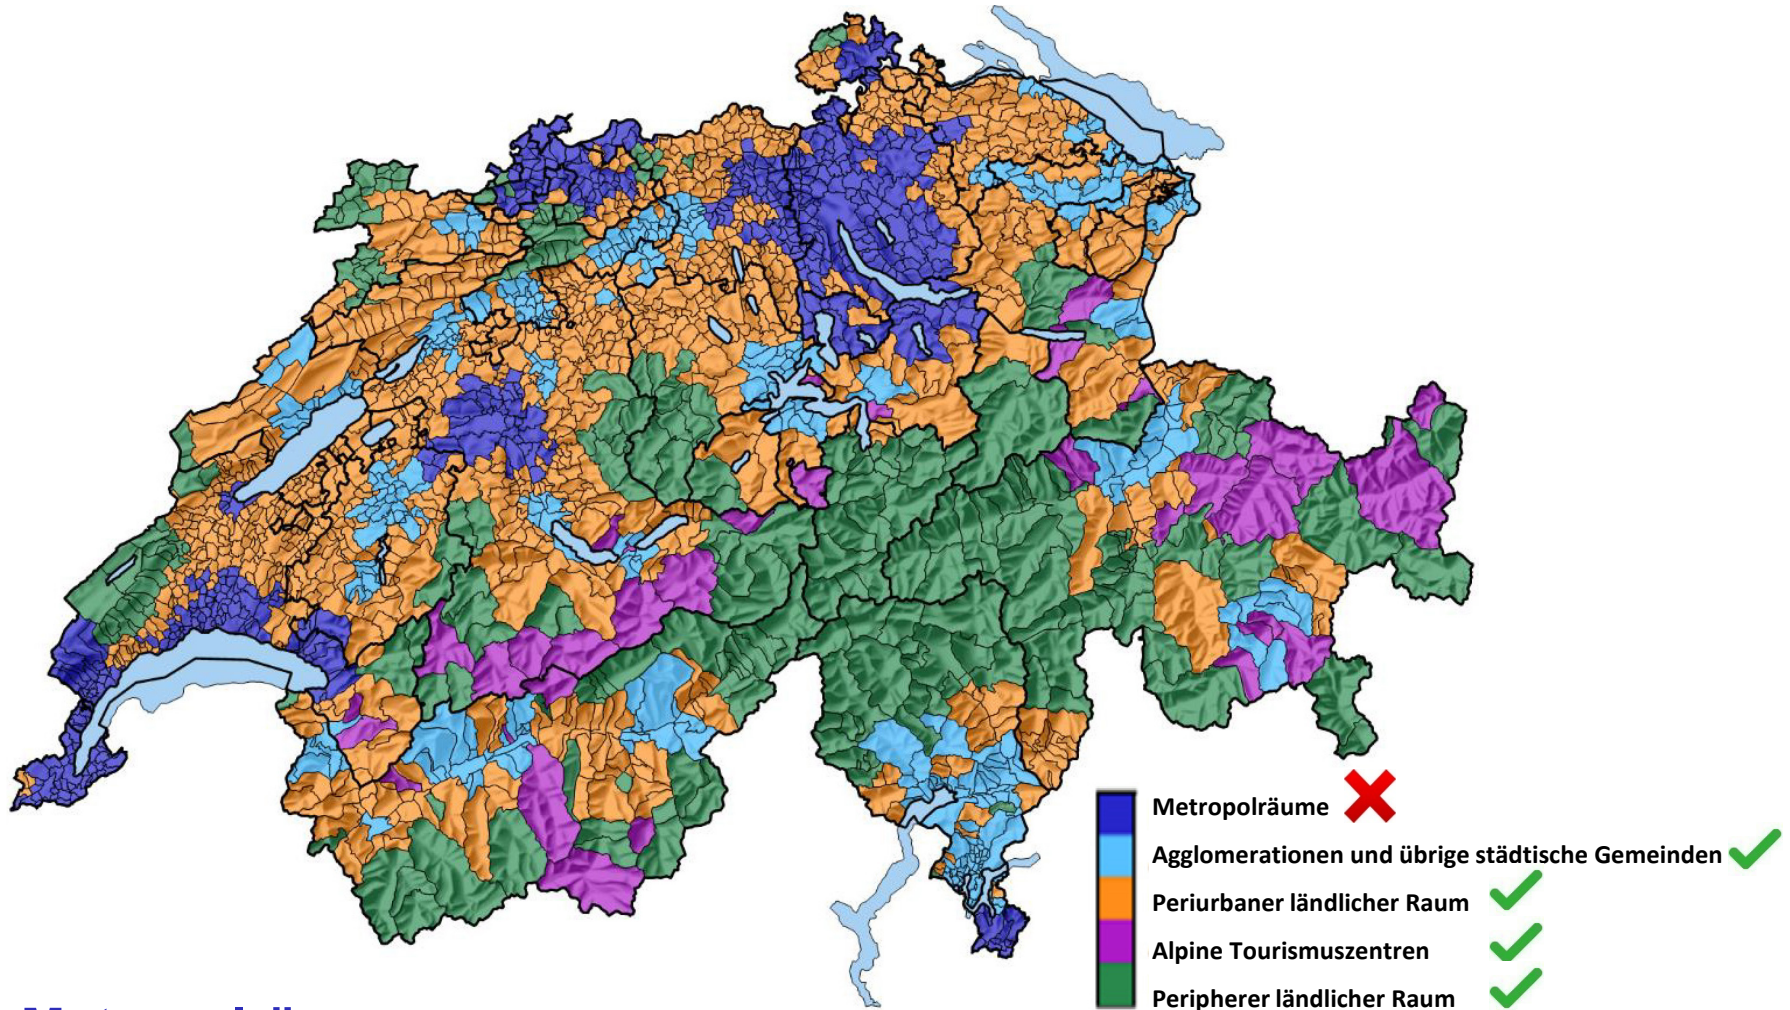 Metropolräume
Agglomerationen und übrige städtische Gemeinden
Periurbaner ländlicher Raum
Alpine Tourismuszentren
Peripherer ländlicher Raum